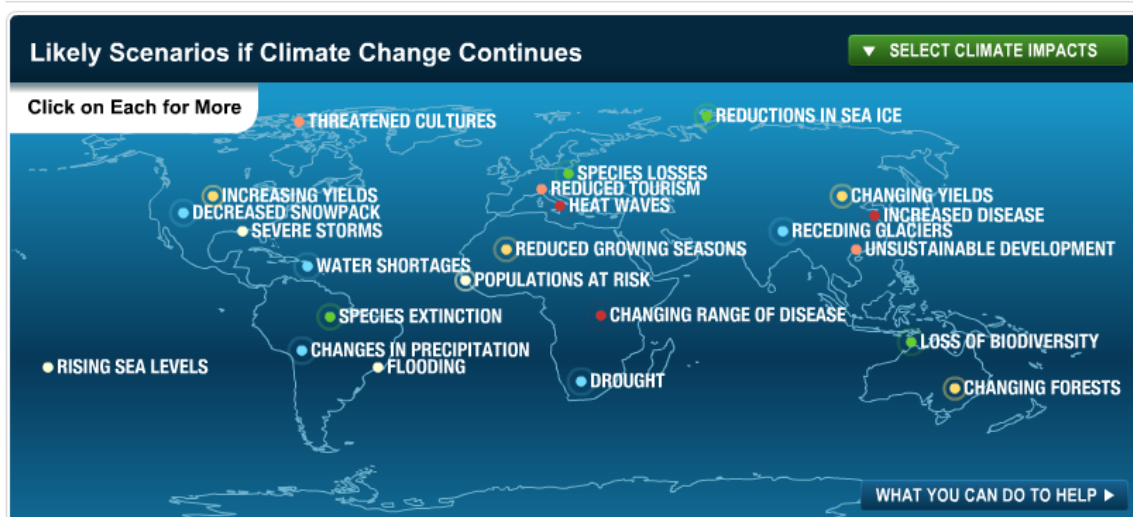 Likely Scenarios if Climate Change Continues
▼ SELECT CLIMATE IMPACTS
Click on Each for More
THREATENED CULTURES
REDUCTIONS IN SEA ICE
SPECIES LOSSES
REDUCED TOURISM
HEAT WAVES
INCREASING YIELDS
DECREASED SNOWPACK
SEVERE STORMS
CHANGING YIELDS
INCREASED DISEASE
RECEDING GLACIERS
UNSUSTAINABLE DEVELOPMENT
REDUCED GROWING SEASONS
WATER SHORTAGES
POPULATIONS AT RISK
SPECIES EXTINCTION
CHANGING RANGE OF DISEASE
LOSS OF BIODIVERSITY
CHANGES IN PRECIPITATION
RISING SEA LEVELS
FLOODING
DROUGHT
CHANGING FORESTS
WHAT YOU CAN DO TO HELP ▶